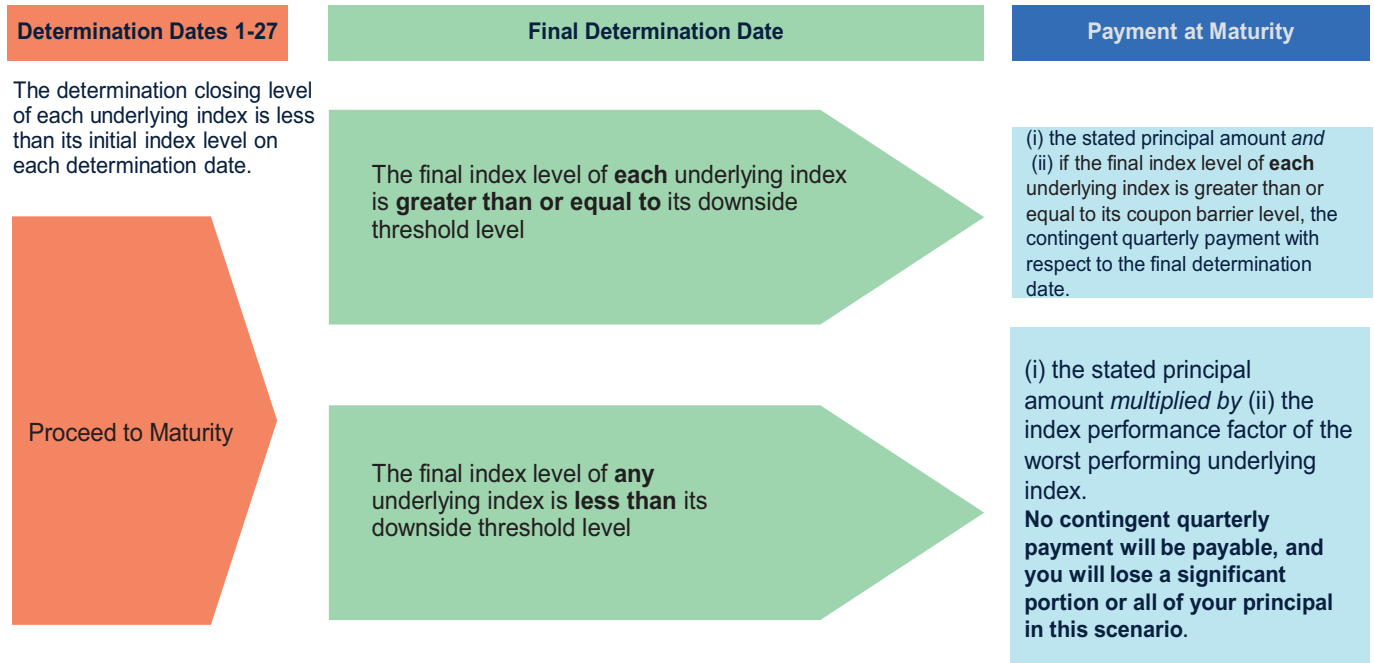 Determination Dates 1-27
Final Determination Date
Payment at Maturity
The determination closing level
of each underlying index is less
than its initial index level on
each determination date.
Proceed to Maturity
The final index level of each underlying index
is greater than or equal to its downside
threshold level
(i) the stated principal amount and
(ii) if the final index level of each
underlying index is greater than or
equal to its coupon barrier level, the
contingent quarterly payment with
respect to the final determination
date.
The final index level of any
underlying index is less than its
downside threshold level
(i) the stated principal
amount multiplied by (ii) the
index performance factor of the
worst performing underlying
index.
No contingent quarterly
payment will be payable, and
you will lose a significant
portion or all of your principal
in this scenario.